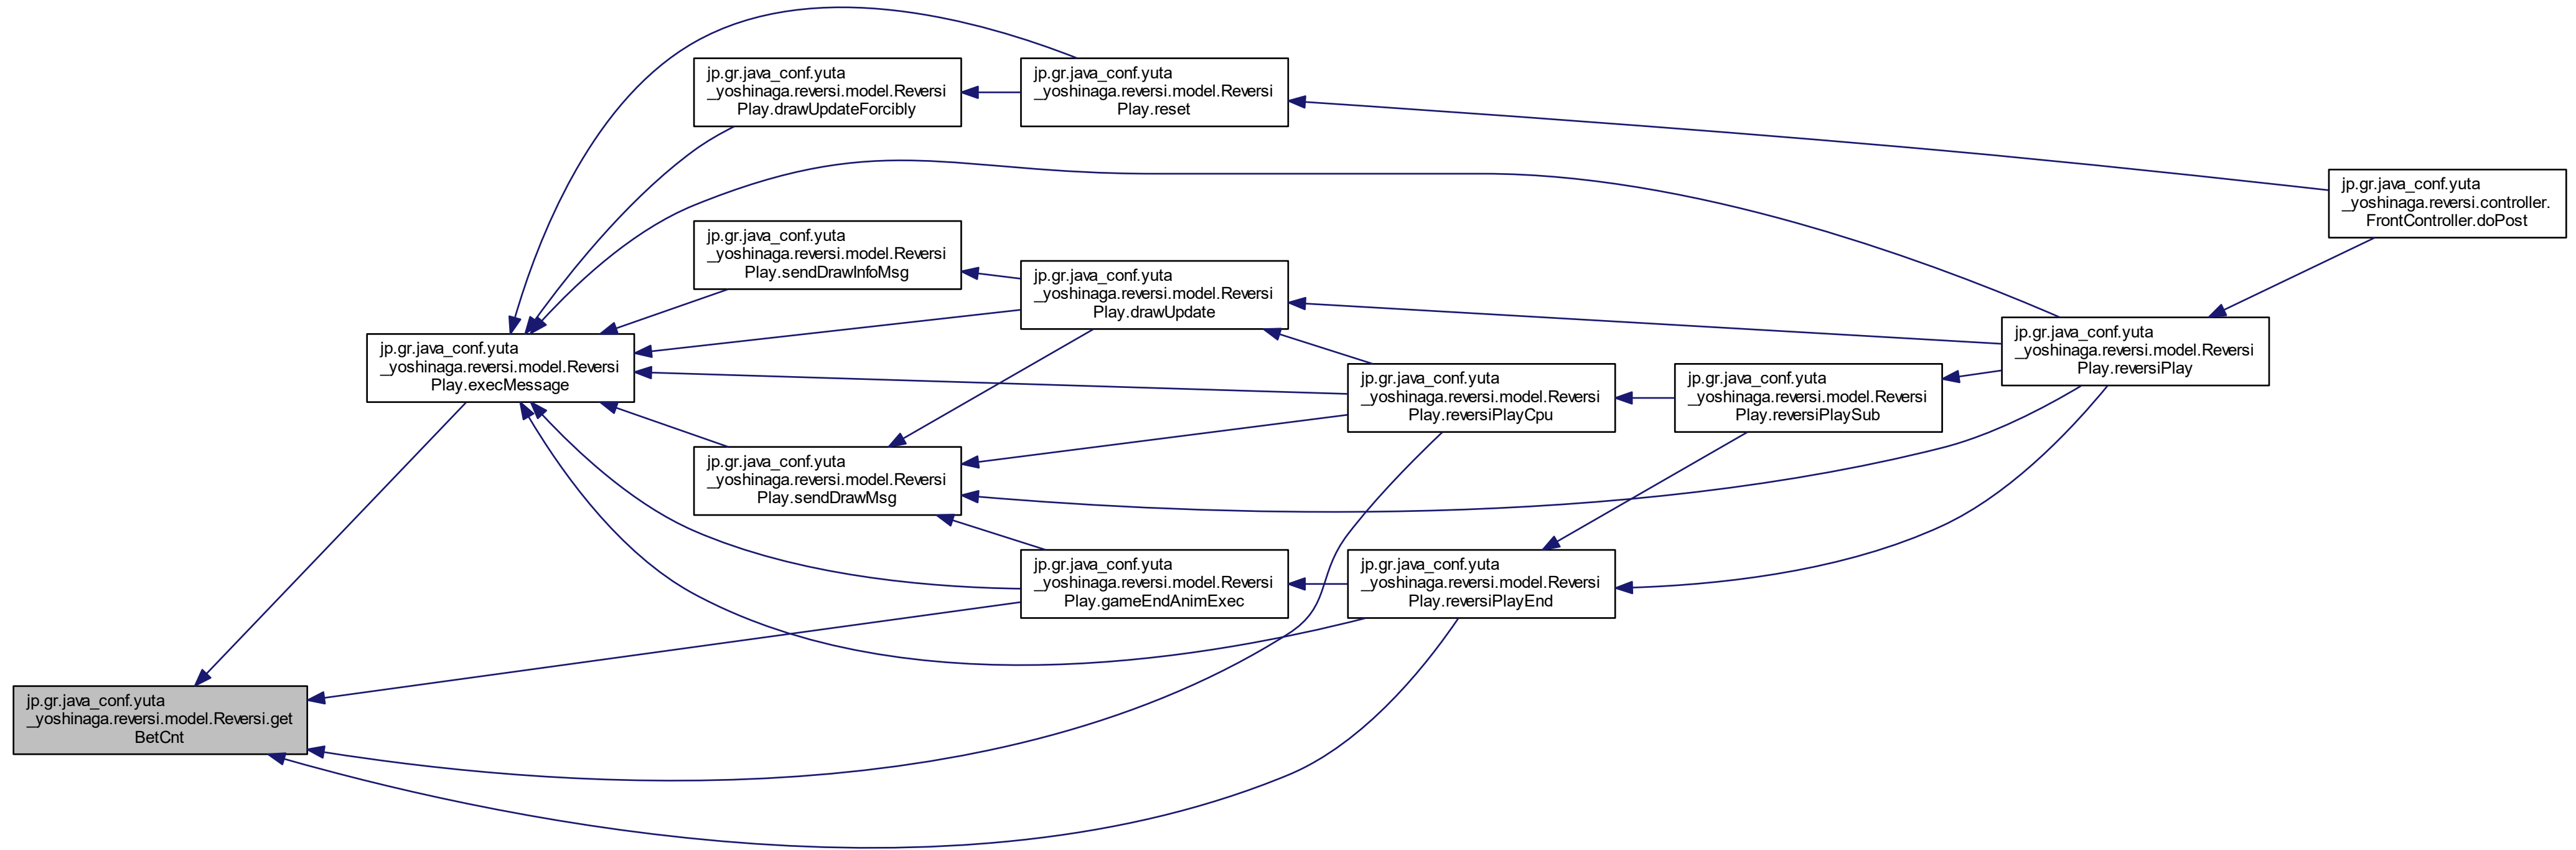 jp.gr.java_conf.yuta
_yoshinaga.reversi.model.Reversi
Play.drawUpdateForcibly
jp.gr.java_conf.yuta
_yoshinaga.reversi.model.Reversi
Play.reset
jp.gr.java_conf.yuta
_yoshinaga.reversi.controller.
FrontController.doPost
jp.gr.java_conf.yuta
_yoshinaga.reversi.model.Reversi
Play.sendDrawInfoMsg
jp.gr.java_conf.yuta
_yoshinaga.reversi.model.Reversi
Play.drawUpdate
jp.gr.java_conf.yuta
_yoshinaga.reversi.model.Reversi
Play.reversiPlay
jp.gr.java_conf.yuta
_yoshinaga.reversi.model.Reversi
Play.execMessage
jp.gr.java_conf.yuta
_yoshinaga.reversi.model.Reversi
Play.reversiPlayCpu
jp.gr.java_conf.yuta
_yoshinaga.reversi.model.Reversi
Play.reversiPlaySub
jp.gr.java_conf.yuta
_yoshinaga.reversi.model.Reversi
Play.sendDrawMsg
jp.gr.java_conf.yuta
_yoshinaga.reversi.model.Reversi
Play.gameEndAnimExec
jp.gr.java_conf.yuta
_yoshinaga.reversi.model.Reversi
Play.reversiPlayEnd
jp.gr.java_conf.yuta
_yoshinaga.reversi.model.Reversi.get
BetCnt